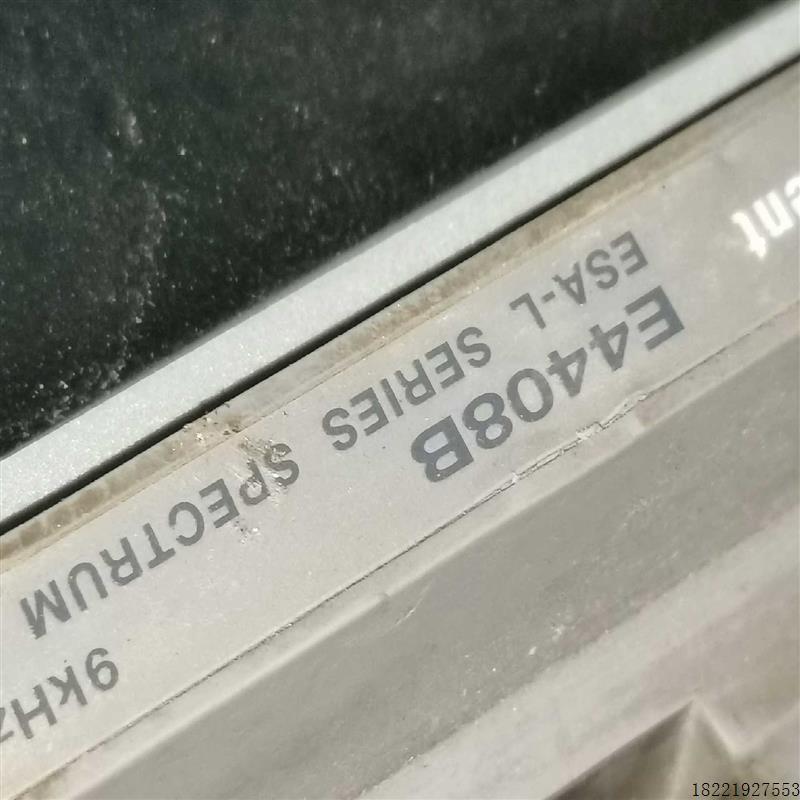 ent
E4408B
ESA-L SERIES SPECTRUM
9kHz
18221927553